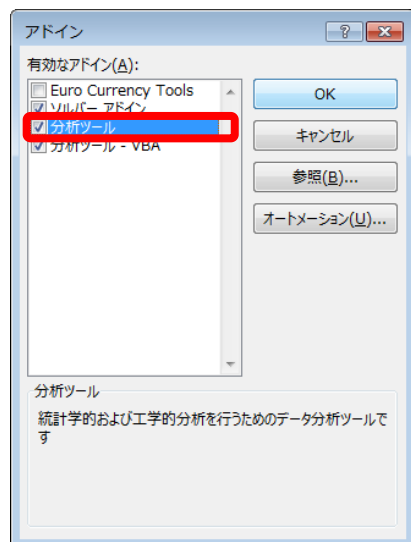 アドイン
有効なアドイン(A):
Euro Currency Tools
ソルバー アドイン
分析ツール
分析ツール - VBA
OK
キャンセル
参照(B)...
オートメーション(U)...
分析ツール
統計学的および工学的分析を行うためのデータ分析ツールで
す